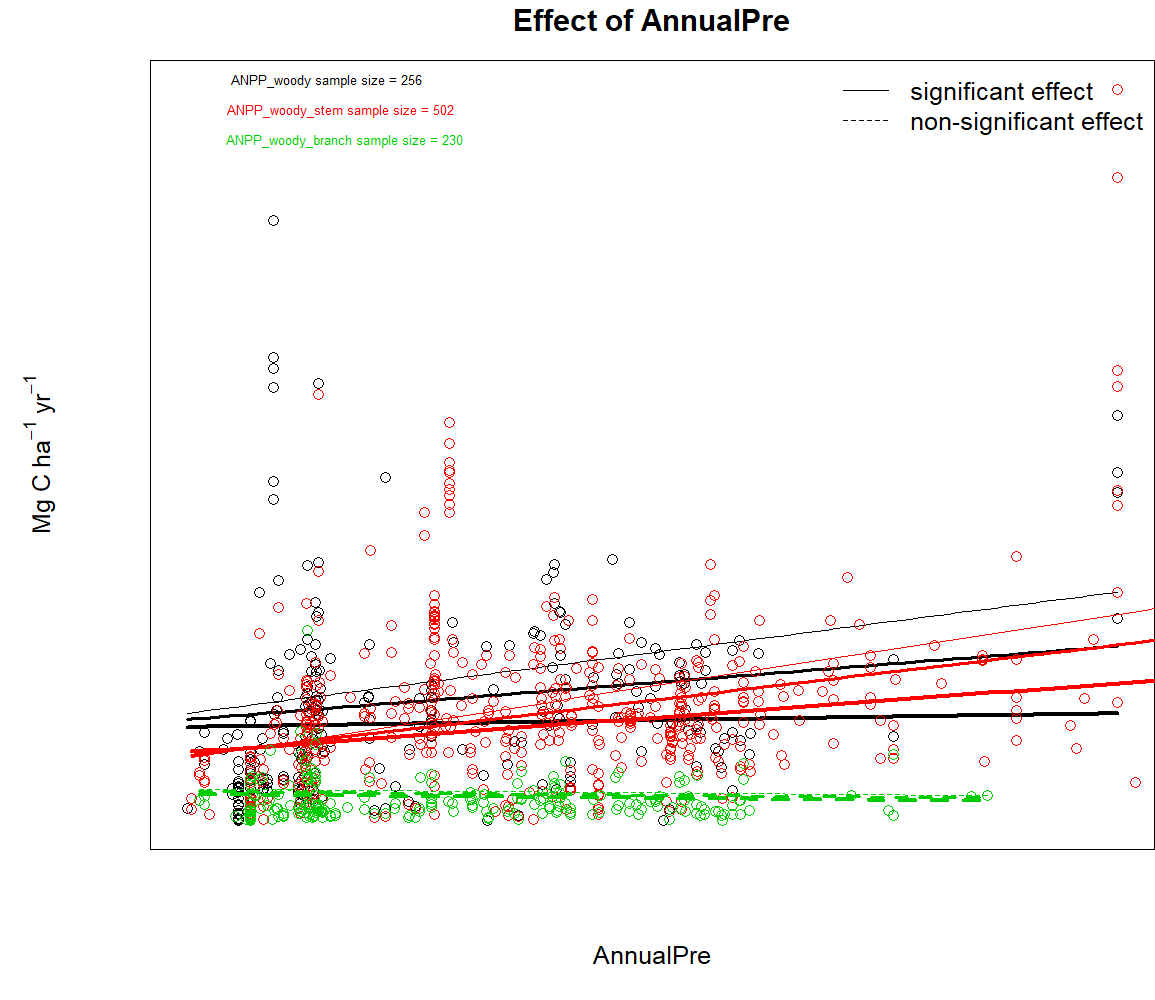 Effect of AnnualPre
ANPP_woody sample size = 256
ANPP_woody_stem sample size = 502
ANPP_woody_branch sample size = 230
significant effect
non-significant effect
Mg C ha⁻¹ yr⁻¹
AnnualPre